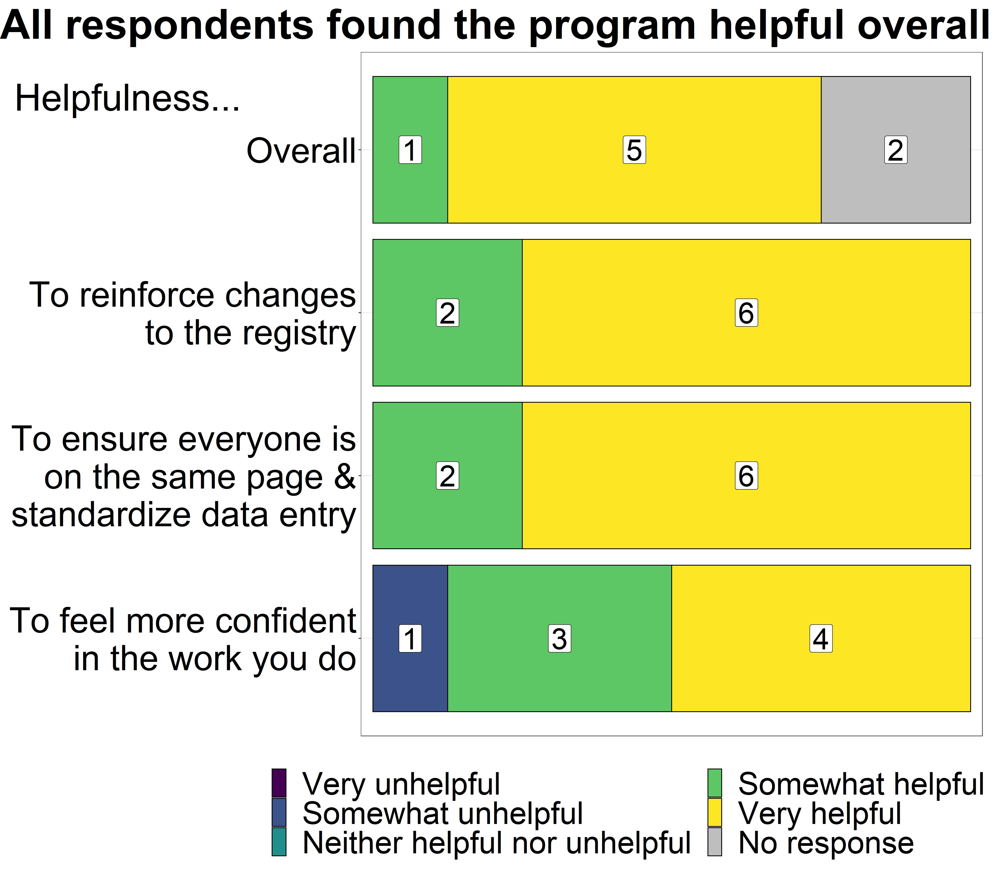 All respondents found the program helpful overall
Helpfulness...
Overall
1
5
2
To reinforce changes
to the registry
2
6
To ensure everyone is
on the same page &
standardize data entry
2
6
To feel more confident
in the work you do
1
3
4
Very unhelpful
Somewhat unhelpful
Neither helpful nor unhelpful
Somewhat helpful
Very helpful
No response